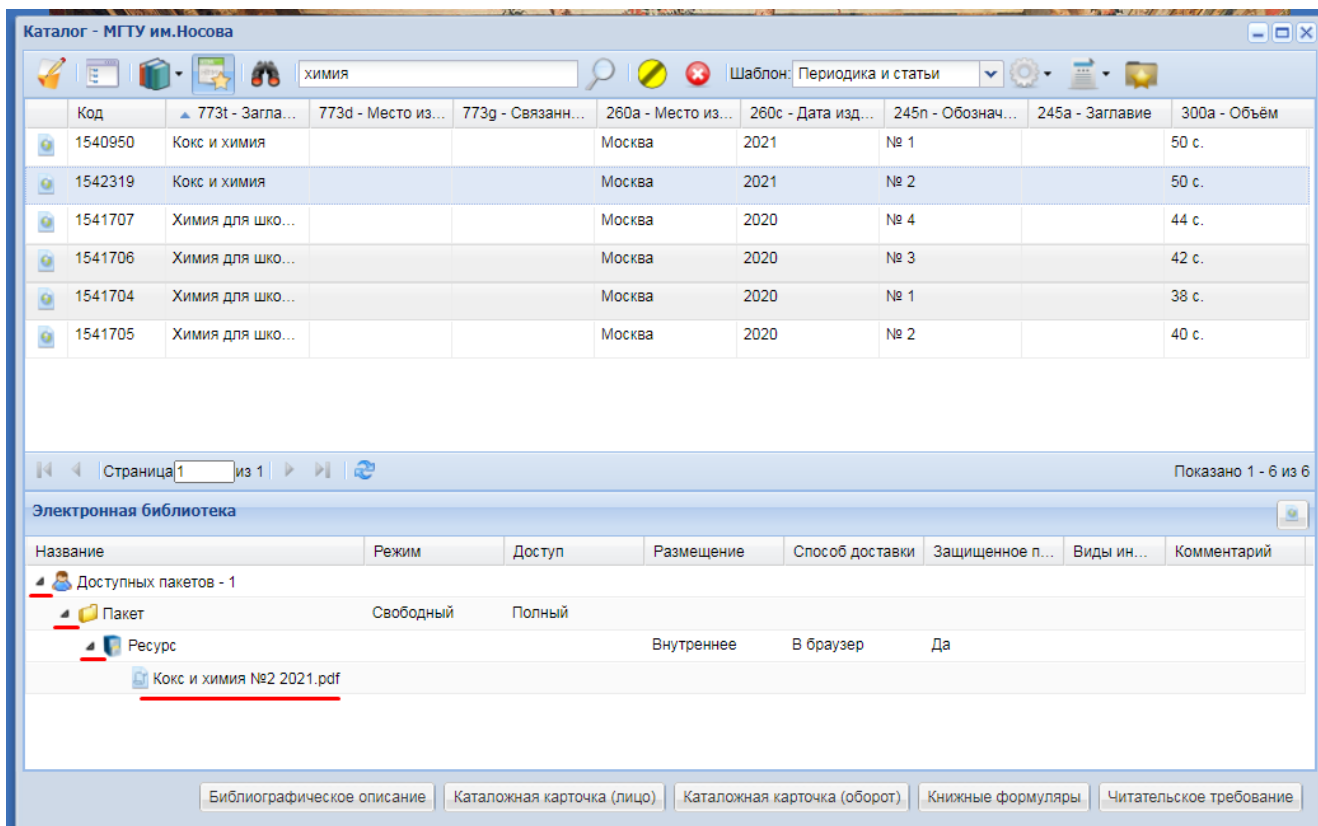 Каталог - МГТУ им.Носова
химия Шаблон: Периодика и статьи
Код 773t - Загла... 773d - Место из... 773g - Связанн... 260a - Место из... 260c - Дата изд... 245n - Обознач... 245a - Заглавие 300a - Объём
1540950 Кокс и химия Москва 2021 № 1 50 с.
1542319 Кокс и химия Москва 2021 № 2 50 с.
1541707 Химия для шко... Москва 2020 № 4 44 с.
1541706 Химия для шко... Москва 2020 № 3 42 с.
1541704 Химия для шко... Москва 2020 № 1 38 с.
1541705 Химия для шко... Москва 2020 № 2 40 с.
Страница 1 из 1 Показано 1 - 6 из 6
Электронная библиотека
Название Режим Доступ Размещение Способ доставки Защищенное п... Виды ин... Комментарий
Доступных пакетов - 1
Пакет Свободный Полный
Ресурс Внутреннее В браузер Да
Кокс и химия №2 2021.pdf
Библиографическое описание Каталожная карточка (лицо) Каталожная карточка (оборот) Книжные формуляры Читательское требование